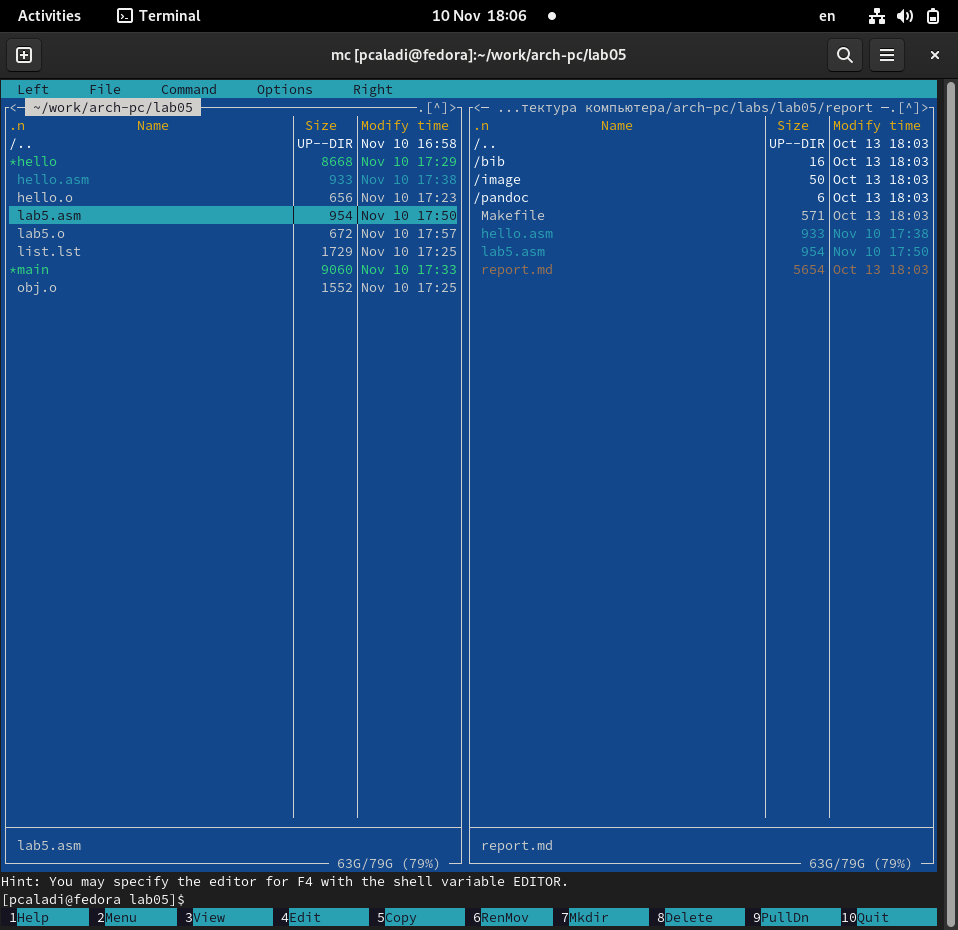 Activities Terminal 10 Nov 18:06 en
mc [pcaladi@fedora]:~/work/arch-pc/lab05
Left File Command Options Right
<─ ~/work/arch-pc/lab05 ─.[^]>
.n Name Size Modify time
/.. UP--DIR Nov 10 16:58
*hello 8668 Nov 10 17:29
hello.asm 933 Nov 10 17:38
hello.o 656 Nov 10 17:23
lab5.asm 954 Nov 10 17:50
lab5.o 672 Nov 10 17:57
list.lst 1729 Nov 10 17:25
*main 9060 Nov 10 17:33
obj.o 1552 Nov 10 17:25
lab5.asm
63G/79G (79%)
<─ ...тектура компьютера/arch-pc/labs/lab05/report ─.[^]>
.n Name Size Modify time
/.. UP--DIR Oct 13 18:03
/bib 16 Oct 13 18:03
/image 50 Oct 13 18:03
/pandoc 6 Oct 13 18:03
Makefile 571 Oct 13 18:03
hello.asm 933 Nov 10 17:38
lab5.asm 954 Nov 10 17:50
report.md 5654 Oct 13 18:03
report.md
63G/79G (79%)
Hint: You may specify the editor for F4 with the shell variable EDITOR.
[pcaladi@fedora lab05]$
1Help 2Menu 3View 4Edit 5Copy 6RenMov 7Mkdir 8Delete 9PullDn 10Quit